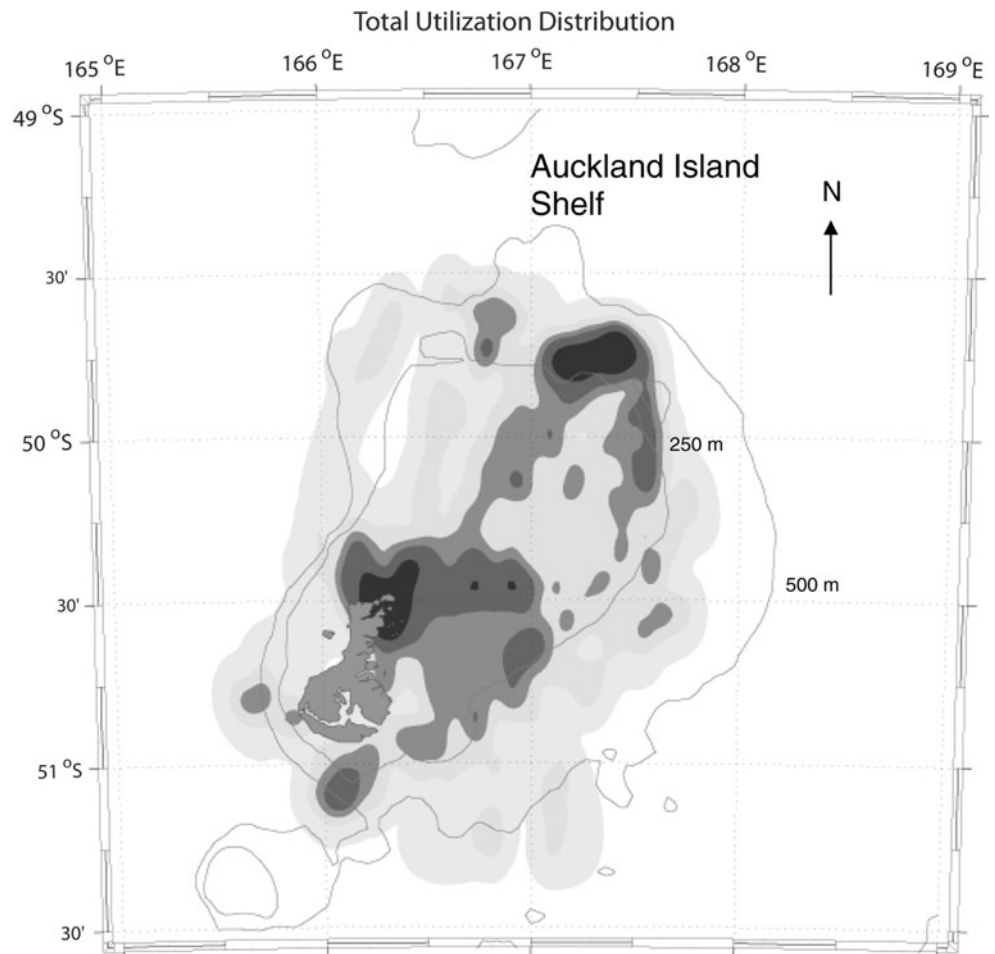 Total Utilization Distribution
165 °E
166 °E
167 °E
168 °E
169 °E
49 °S
Auckland Island
Shelf
N
30'
50 °S
250 m
500 m
30'
51 °S
30'